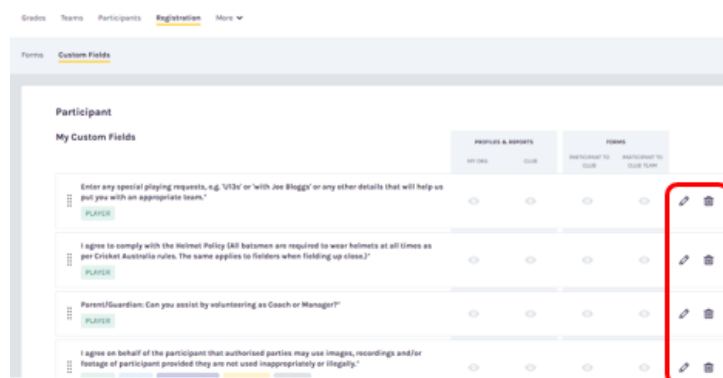 Grades Teams Participants Registration More
Forms Custom Fields
Participant
My Custom Fields
PROFILES & REPORTS FORMS
MY ORG CLUB PARTICIPANT TO CLUB PARTICIPANT TO CLUB TEAM
Enter any special playing requests, e.g. 'U13s' or 'with Joe Bloggs' or any other details that will help us
put you with an appropriate team.*
PLAYER
I agree to comply with the Helmet Policy (All batsmen are required to wear helmets at all times as
per Cricket Australia rules. The same applies to fielders when fielding up close.)*
PLAYER
Parent/Guardian: Can you assist by volunteering as Coach or Manager?*
PLAYER
I agree on behalf of the participant that authorised parties may use images, recordings and/or
footage of participant provided they are not used inappropriately or illegally.*